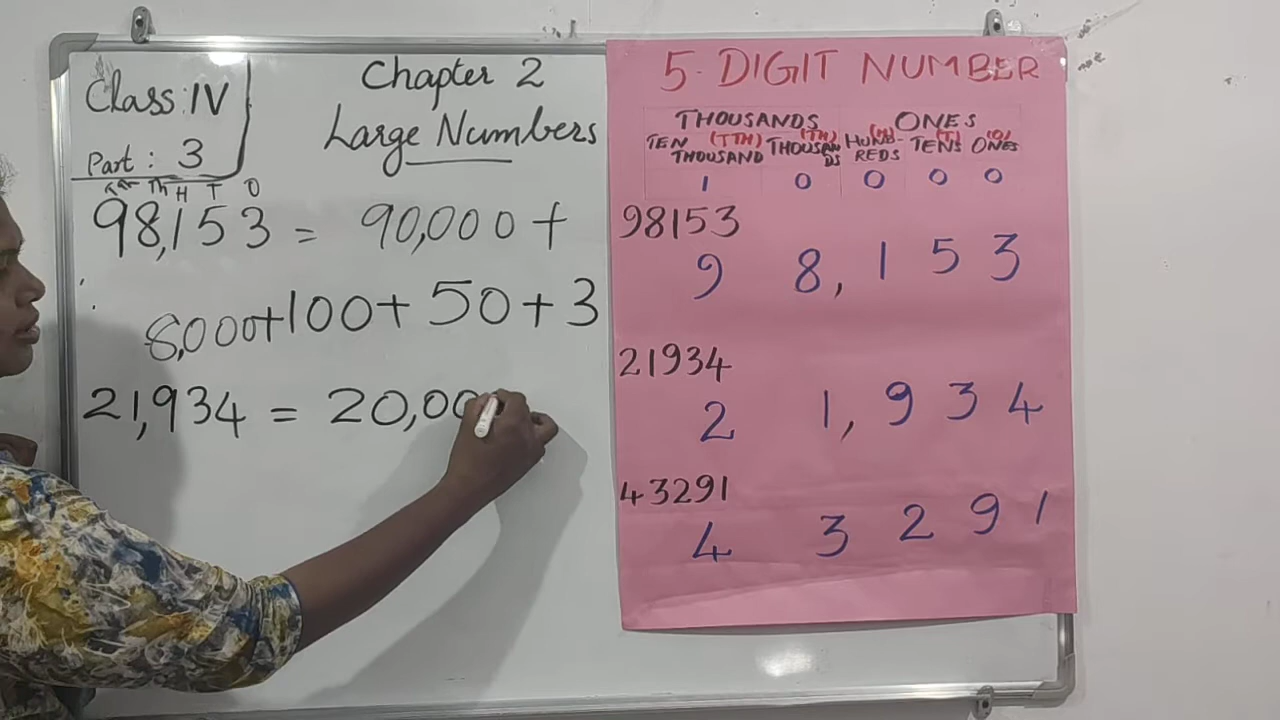 Class: IV
Part: 3
Chapter 2
Large Numbers
TTh Th H T O
98,153 = 90,000 +
8,000+100+ 50 + 3
21,934 = 20,00
5-DIGIT NUMBER
THOUSANDS ONES
TEN (TTH) THOUSAND THOUSANDS (TH) HUND-REDS (H) TENS (T) ONES (O)
1 0 0 0 0
98153
9 8, 1 5 3
21934
2 1, 9 3 4
43291
4 3 2 9 1